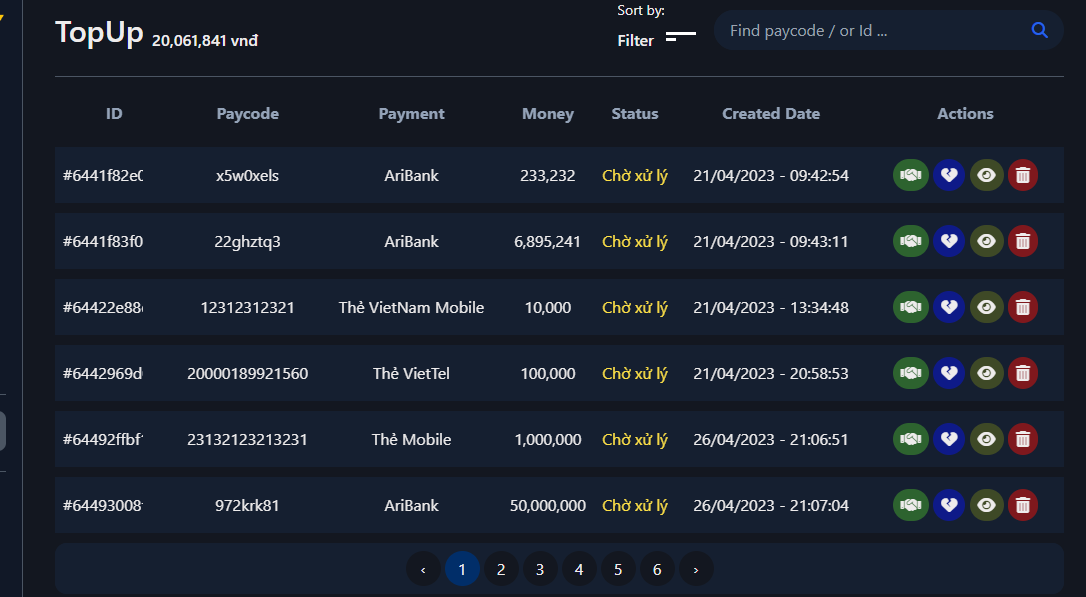 Sort by:
TopUp 20,061,841 vnđ
Filter
Find paycode / or Id ...
ID Paycode Payment Money Status Created Date Actions
#6441f82e0 x5w0xels AriBank 233,232 Chờ xử lý 21/04/2023 - 09:42:54
#6441f83f0 22ghztq3 AriBank 6,895,241 Chờ xử lý 21/04/2023 - 09:43:11
#64422e88 12312312321 Thẻ VietNam Mobile 10,000 Chờ xử lý 21/04/2023 - 13:34:48
#6442969d 20000189921560 Thẻ VietTel 100,000 Chờ xử lý 21/04/2023 - 20:58:53
#64492ffbf 23132123213231 Thẻ Mobile 1,000,000 Chờ xử lý 26/04/2023 - 21:06:51
#64493008 972krk81 AriBank 50,000,000 Chờ xử lý 26/04/2023 - 21:07:04
‹ 1 2 3 4 5 6 ›